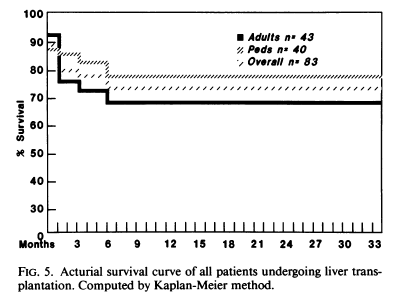 100
90
80
70
60
50
40
30
20
10
0
% Survival
Adults n= 43
Peds n= 40
Overall n= 83
Months 3 6 9 12 15 18 21 24 27 30 33
FIG. 5. Acturial survival curve of all patients undergoing liver trans-
plantation. Computed by Kaplan-Meier method.